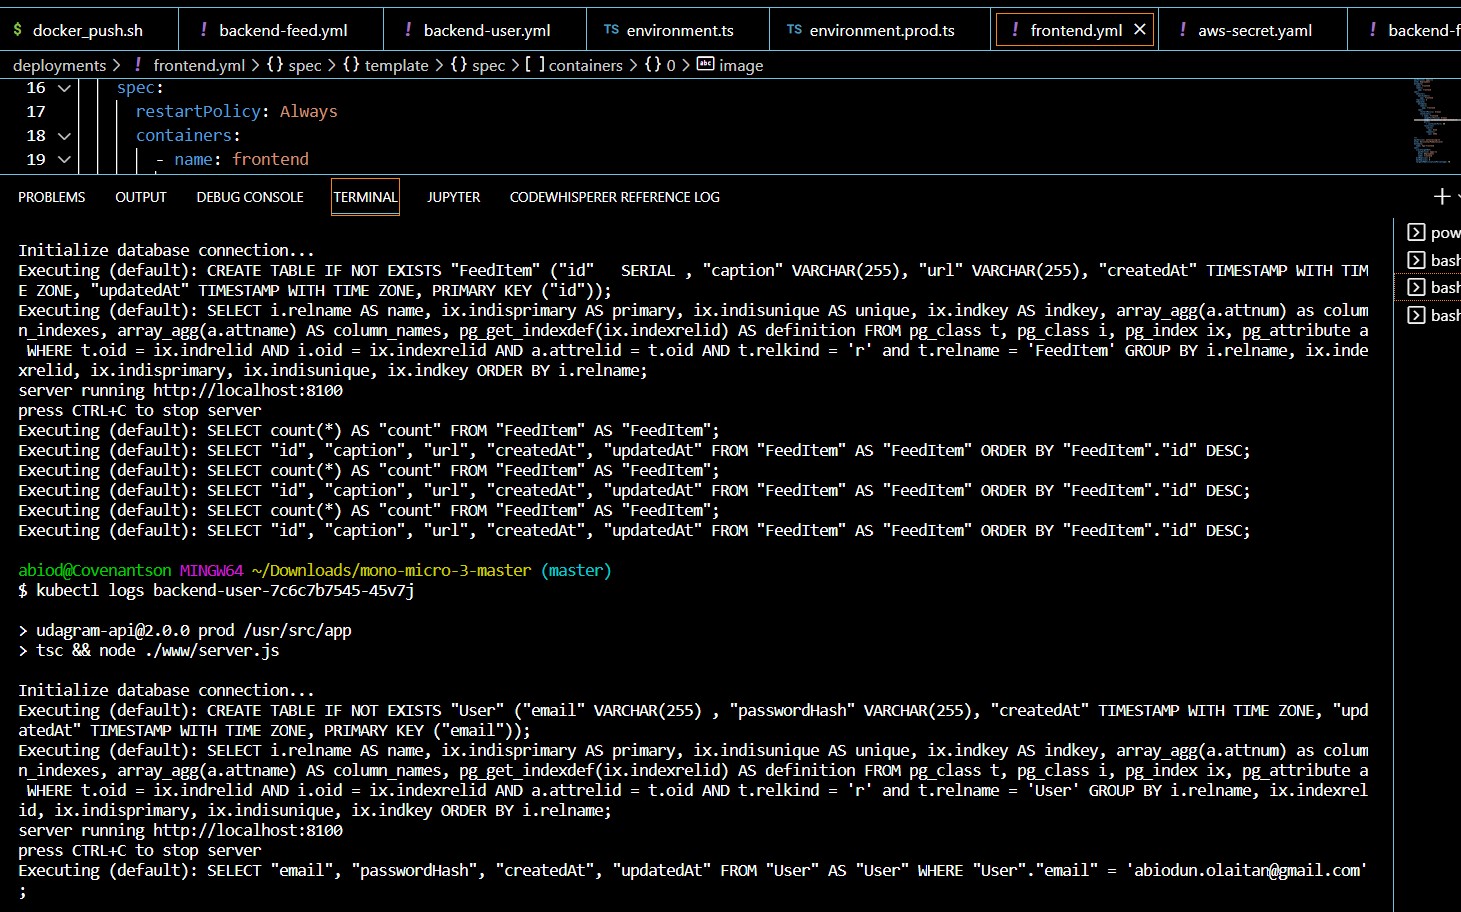 $ docker_push.sh ! backend-feed.yml ! backend-user.yml TS environment.ts TS environment.prod.ts ! frontend.yml ! aws-secret.yaml ! backend-f
deployments > ! frontend.yml > {} spec > {} template > {} spec > [ ] containers > {} 0 > abc image
16 spec:
17 restartPolicy: Always
18 containers:
19 - name: frontend
PROBLEMS OUTPUT DEBUG CONSOLE TERMINAL JUPYTER CODEWHISPERER REFERENCE LOG
pow
bash
bash
bash
Initialize database connection...
Executing (default): CREATE TABLE IF NOT EXISTS "FeedItem" ("id"   SERIAL , "caption" VARCHAR(255), "url" VARCHAR(255), "createdAt" TIMESTAMP WITH TIM
E ZONE, "updatedAt" TIMESTAMP WITH TIME ZONE, PRIMARY KEY ("id"));
Executing (default): SELECT i.relname AS name, ix.indisprimary AS primary, ix.indisunique AS unique, ix.indkey AS indkey, array_agg(a.attnum) as colum
n_indexes, array_agg(a.attname) AS column_names, pg_get_indexdef(ix.indexrelid) AS definition FROM pg_class t, pg_class i, pg_index ix, pg_attribute a
WHERE t.oid = ix.indrelid AND i.oid = ix.indexrelid AND a.attrelid = t.oid AND t.relkind = 'r' and t.relname = 'FeedItem' GROUP BY i.relname, ix.inde
xrelid, ix.indisprimary, ix.indisunique, ix.indkey ORDER BY i.relname;
server running http://localhost:8100
press CTRL+C to stop server
Executing (default): SELECT count(*) AS "count" FROM "FeedItem" AS "FeedItem";
Executing (default): SELECT "id", "caption", "url", "createdAt", "updatedAt" FROM "FeedItem" AS "FeedItem" ORDER BY "FeedItem"."id" DESC;
Executing (default): SELECT count(*) AS "count" FROM "FeedItem" AS "FeedItem";
Executing (default): SELECT "id", "caption", "url", "createdAt", "updatedAt" FROM "FeedItem" AS "FeedItem" ORDER BY "FeedItem"."id" DESC;
Executing (default): SELECT count(*) AS "count" FROM "FeedItem" AS "FeedItem";
Executing (default): SELECT "id", "caption", "url", "createdAt", "updatedAt" FROM "FeedItem" AS "FeedItem" ORDER BY "FeedItem"."id" DESC;
abiod@Covenantson MINGW64 ~/Downloads/mono-micro-3-master (master)
$ kubectl logs backend-user-7c6c7b7545-45v7j
> udagram-api@2.0.0 prod /usr/src/app
> tsc && node ./www/server.js
Initialize database connection...
Executing (default): CREATE TABLE IF NOT EXISTS "User" ("email" VARCHAR(255) , "passwordHash" VARCHAR(255), "createdAt" TIMESTAMP WITH TIME ZONE, "upd
atedAt" TIMESTAMP WITH TIME ZONE, PRIMARY KEY ("email"));
Executing (default): SELECT i.relname AS name, ix.indisprimary AS primary, ix.indisunique AS unique, ix.indkey AS indkey, array_agg(a.attnum) as colum
n_indexes, array_agg(a.attname) AS column_names, pg_get_indexdef(ix.indexrelid) AS definition FROM pg_class t, pg_class i, pg_index ix, pg_attribute a
WHERE t.oid = ix.indrelid AND i.oid = ix.indexrelid AND a.attrelid = t.oid AND t.relkind = 'r' and t.relname = 'User' GROUP BY i.relname, ix.indexrel
id, ix.indisprimary, ix.indisunique, ix.indkey ORDER BY i.relname;
server running http://localhost:8100
press CTRL+C to stop server
Executing (default): SELECT "email", "passwordHash", "createdAt", "updatedAt" FROM "User" AS "User" WHERE "User"."email" = 'abiodun.olaitan@gmail.com'
;